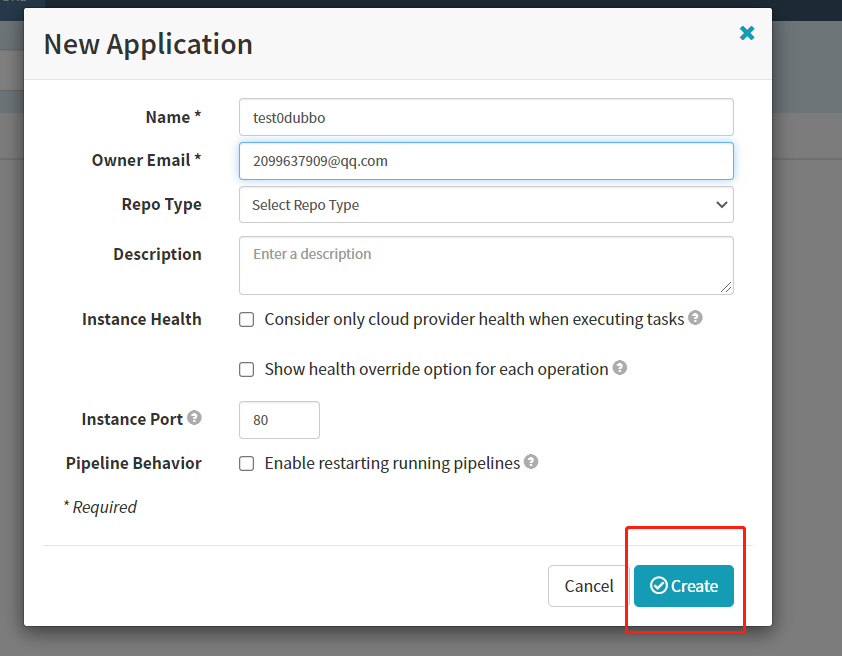 New Application
Name *
test0dubbo
Owner Email *
2099637909@qq.com
Repo Type
Select Repo Type
Description
Enter a description
Instance Health
Consider only cloud provider health when executing tasks
Show health override option for each operation
Instance Port
80
Pipeline Behavior
Enable restarting running pipelines
* Required
Cancel
Create